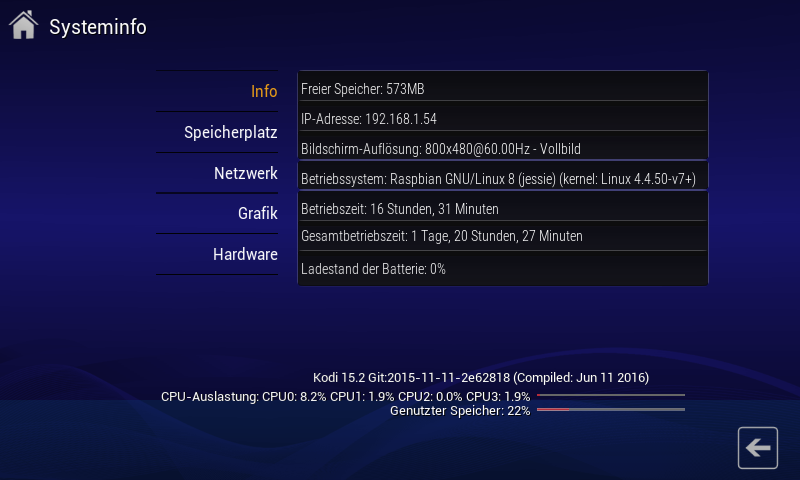 Systeminfo
Info
Speicherplatz
Netzwerk
Grafik
Hardware
Freier Speicher: 573MB
IP-Adresse: 192.168.1.54
Bildschirm-Auflösung: 800x480@60.00Hz - Vollbild
Betriebssystem: Raspbian GNU/Linux 8 (jessie) (kernel: Linux 4.4.50-v7+)
Betriebszeit: 16 Stunden, 31 Minuten
Gesamtbetriebszeit: 1 Tage, 20 Stunden, 27 Minuten
Ladestand der Batterie: 0%
Kodi 15.2 Git:2015-11-11-2e62818 (Compiled: Jun 11 2016)
CPU-Auslastung: CPU0: 8.2% CPU1: 1.9% CPU2: 0.0% CPU3: 1.9%
Genutzter Speicher: 22%